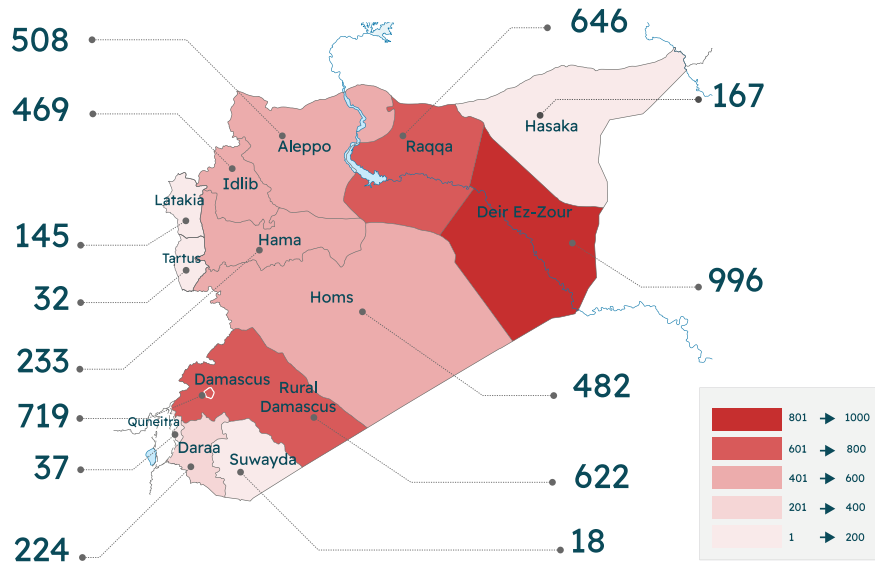 508
646
469
167
Aleppo
Raqqa
Hasaka
Idlib
Latakia
Deir Ez-Zour
145
Hama
Tartus
996
32
Homs
233
482
Damascus
Rural
Damascus
719
Quneitra
37
Daraa
Suwayda
622
224
18
801 1000
601 800
401 600
201 400
1 200